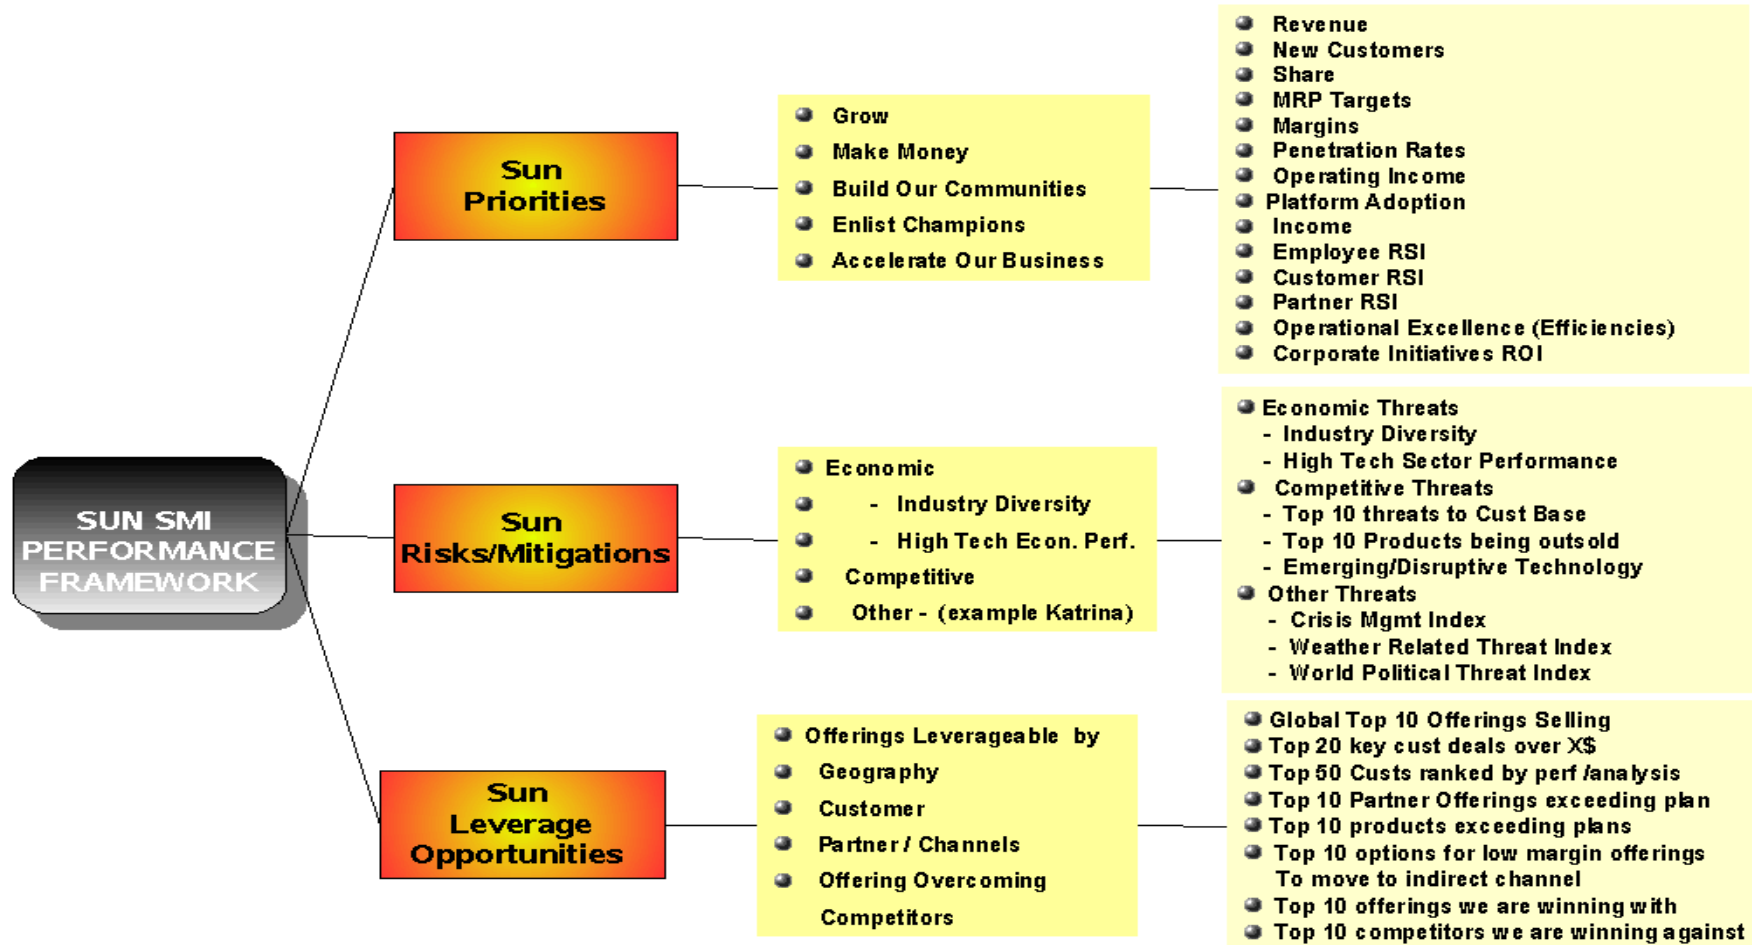 SUN SMI
PERFORMANCE
FRAMEWORK
Sun
Priorities
Grow
Make Money
Build Our Communities
Enlist Champions
Accelerate Our Business
Revenue
New Customers
Share
MRP Targets
Margins
Penetration Rates
Operating Income
Platform Adoption
Income
Employee RSI
Customer RSI
Partner RSI
Operational Excellence (Efficiencies)
Corporate Initiatives ROI
Sun
Risks/Mitigations
Economic
- Industry Diversity
- High Tech Econ. Perf.
Competitive
Other - (example Katrina)
Economic Threats
- Industry Diversity
- High Tech Sector Performance
Competitive Threats
- Top 10 threats to Cust Base
- Top 10 Products being outsold
- Emerging/Disruptive Technology
Other Threats
- Crisis Mgmt Index
- Weather Related Threat Index
- World Political Threat Index
Sun
Leverage
Opportunities
Offerings Leverageable by
Geography
Customer
Partner / Channels
Offering Overcoming
Competitors
Global Top 10 Offerings Selling
Top 20 key cust deals over X$
Top 50 Custs ranked by perf /analysis
Top 10 Partner Offerings exceeding plan
Top 10 products exceeding plans
Top 10 options for low margin offerings
To move to indirect channel
Top 10 offerings we are winning with
Top 10 competitors we are winning against